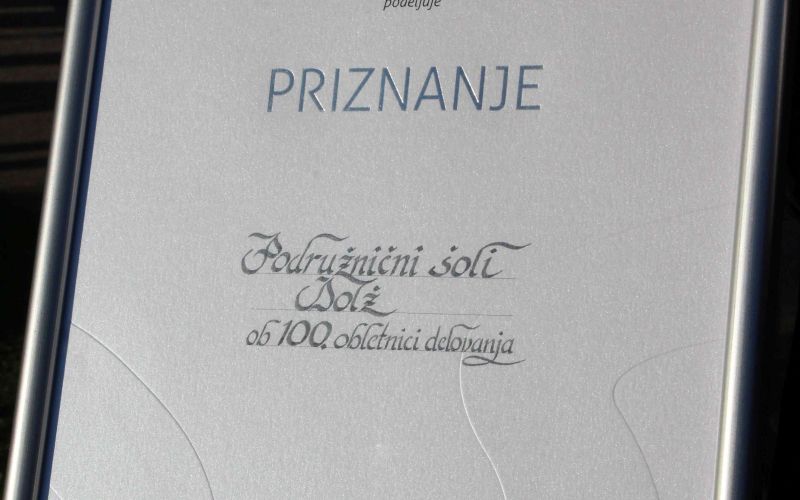 podeljuje
PRIZNANJE
Podružnični šoli
Dolž
ob 100. obletnici delovanja